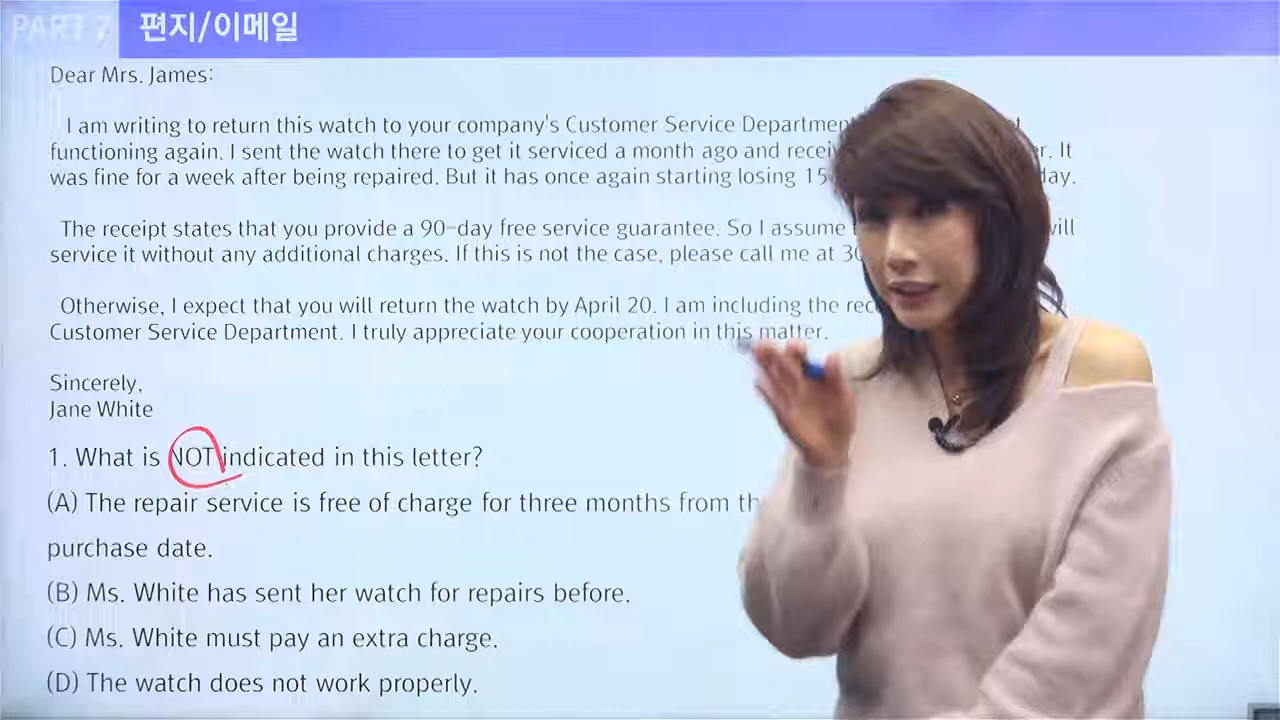 PART 7 편지/이메일
Dear Mrs. James:
I am writing to return this watch to your company's Customer Service
functioning again. I sent the watch there to get it serviced a month ago and
was fine for a week after being repaired. But it has once again starting losing
The receipt states that you provide a 90-day free service guarantee. So I assume will
service it without any additional charges. If this is not the case, please call me at
Otherwise, I expect that you will return the watch by April 20. I am including the
Customer Service Department. I truly appreciate your cooperation in this matter.
Sincerely,
Jane White
1. What is NOT indicated in this letter?
(A) The repair service is free of charge for three months from
purchase date.
(B) Ms. White has sent her watch for repairs before.
(C) Ms. White must pay an extra charge.
(D) The watch does not work properly.